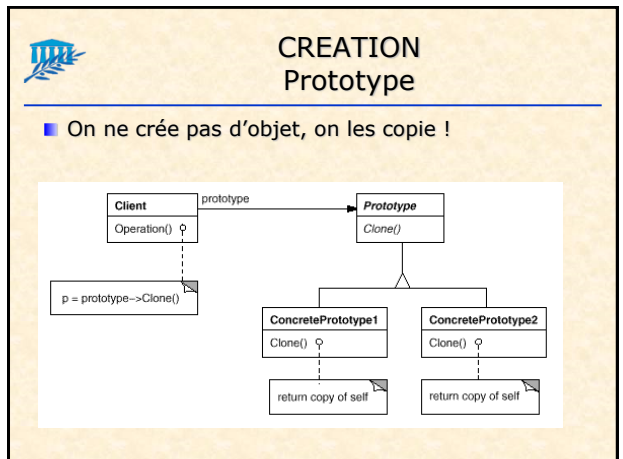 CREATION
Prototype
On ne crée pas d'objet, on les copie !
Client
prototype
Prototype
Operation()
Clone()
p = prototype–>Clone()
ConcretePrototype1
ConcretePrototype2
Clone()
Clone()
return copy of self
return copy of self